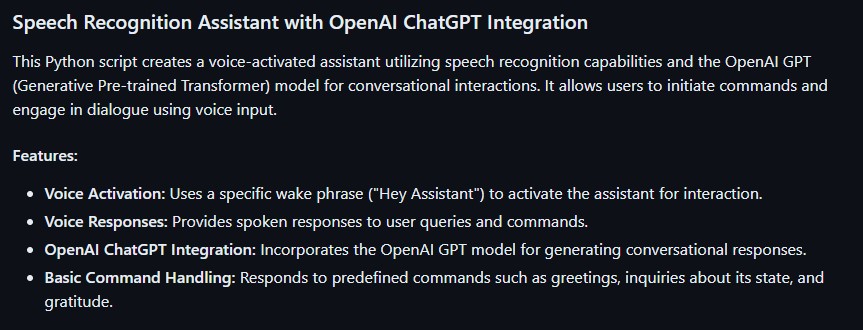 Speech Recognition Assistant with OpenAI ChatGPT Integration
This Python script creates a voice-activated assistant utilizing speech recognition capabilities and the OpenAI GPT
(Generative Pre-trained Transformer) model for conversational interactions. It allows users to initiate commands and
engage in dialogue using voice input.
Features:
• Voice Activation: Uses a specific wake phrase ("Hey Assistant") to activate the assistant for interaction.
• Voice Responses: Provides spoken responses to user queries and commands.
• OpenAI ChatGPT Integration: Incorporates the OpenAI GPT model for generating conversational responses.
• Basic Command Handling: Responds to predefined commands such as greetings, inquiries about its state, and
gratitude.